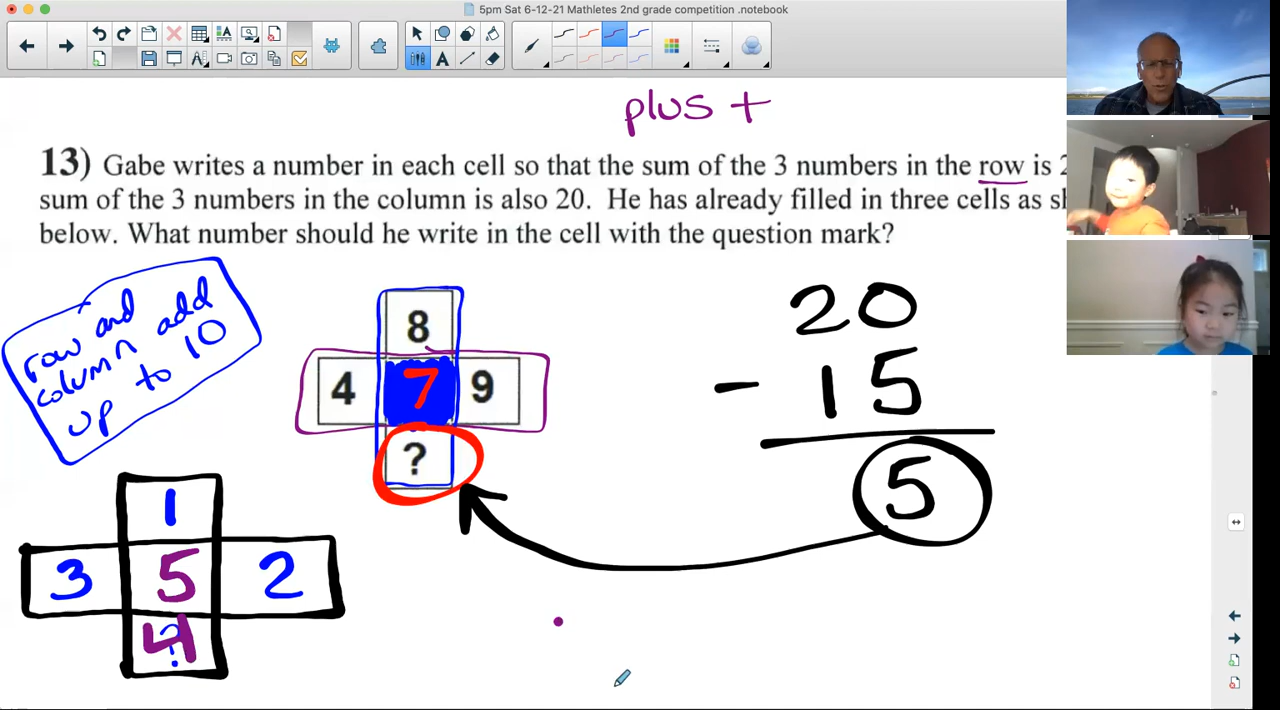 5pm Sat 6-12-21 Mathletes 2nd grade competition .notebook
plus +
13) Gabe writes a number in each cell so that the sum of the 3 numbers in the row is
sum of the 3 numbers in the column is also 20. He has already filled in three cells as
below. What number should he write in the cell with the question mark?
row and
column add
up to 10
8
4 7 9
?
20
- 15
5
1
3 5 2
4